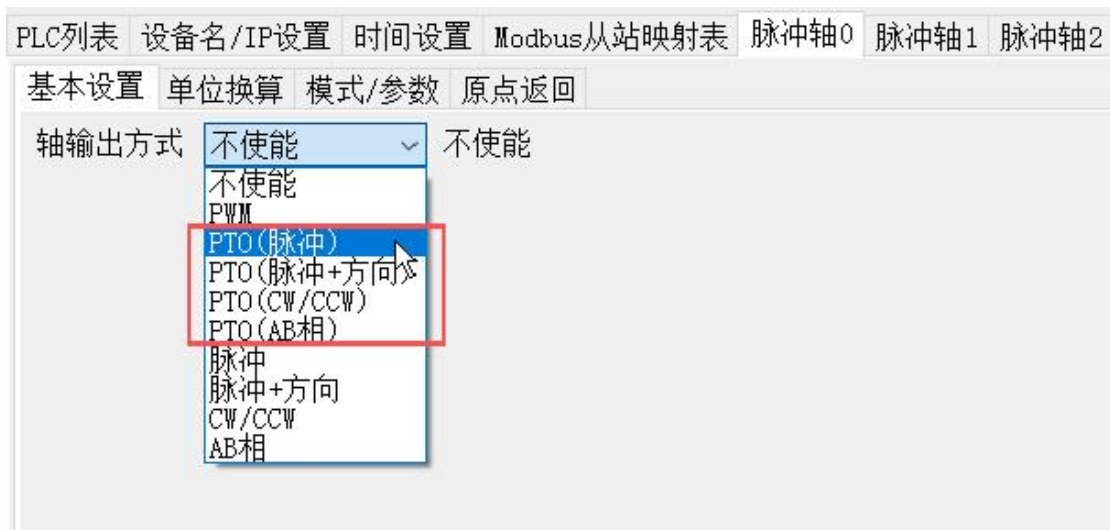 PLC列表 设备名/IP设置 时间设置 Modbus从站映射表 脉冲轴0 脉冲轴1 脉冲轴2
基本设置 单位换算 模式/参数 原点返回
轴输出方式 不使能 不使能
不使能
PWM
PTO(脉冲)
PTO(脉冲+方向)
PTO(CW/CCW)
PTO(AB相)
脉冲
脉冲+方向
CW/CCW
AB相